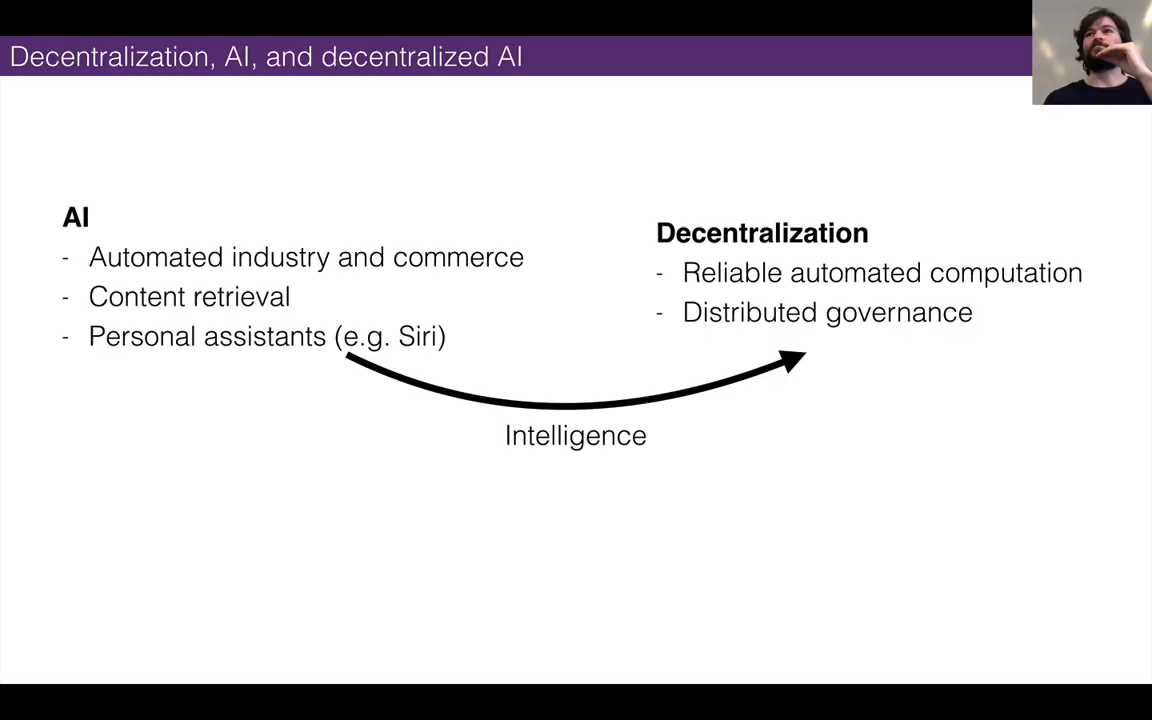 Decentralization, AI, and decentralized AI
AI
- Automated industry and commerce
- Content retrieval
- Personal assistants (e.g. Siri)
Decentralization
- Reliable automated computation
- Distributed governance
Intelligence